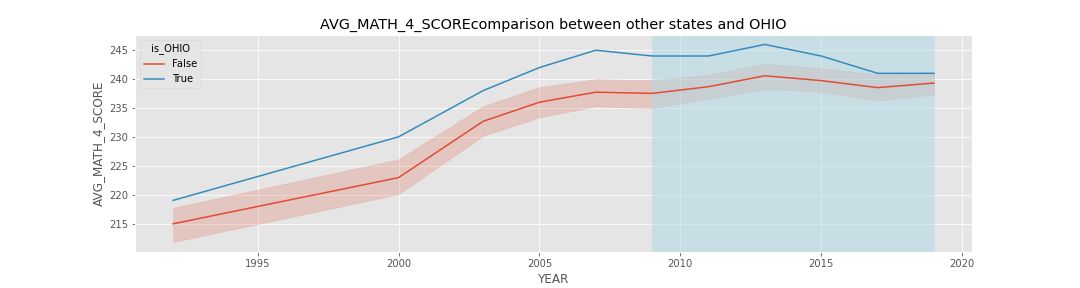 AVG_MATH_4_SCOREcomparison between other states and OHIO
is_OHIO
False
True
AVG_MATH_4_SCORE
245
240
235
230
225
220
215
1995 2000 2005 2010 2015 2020
YEAR